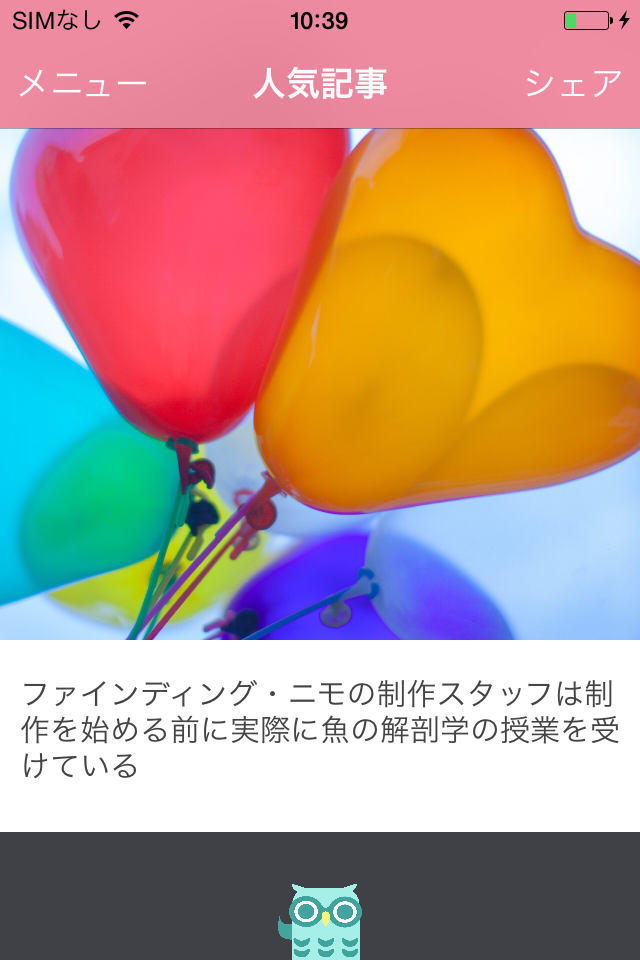 SIMなし 10:39
メニュー 人気記事 シェア
ファインディング・ニモの制作スタッフは制
作を始める前に実際に魚の解剖学の授業を受
けている